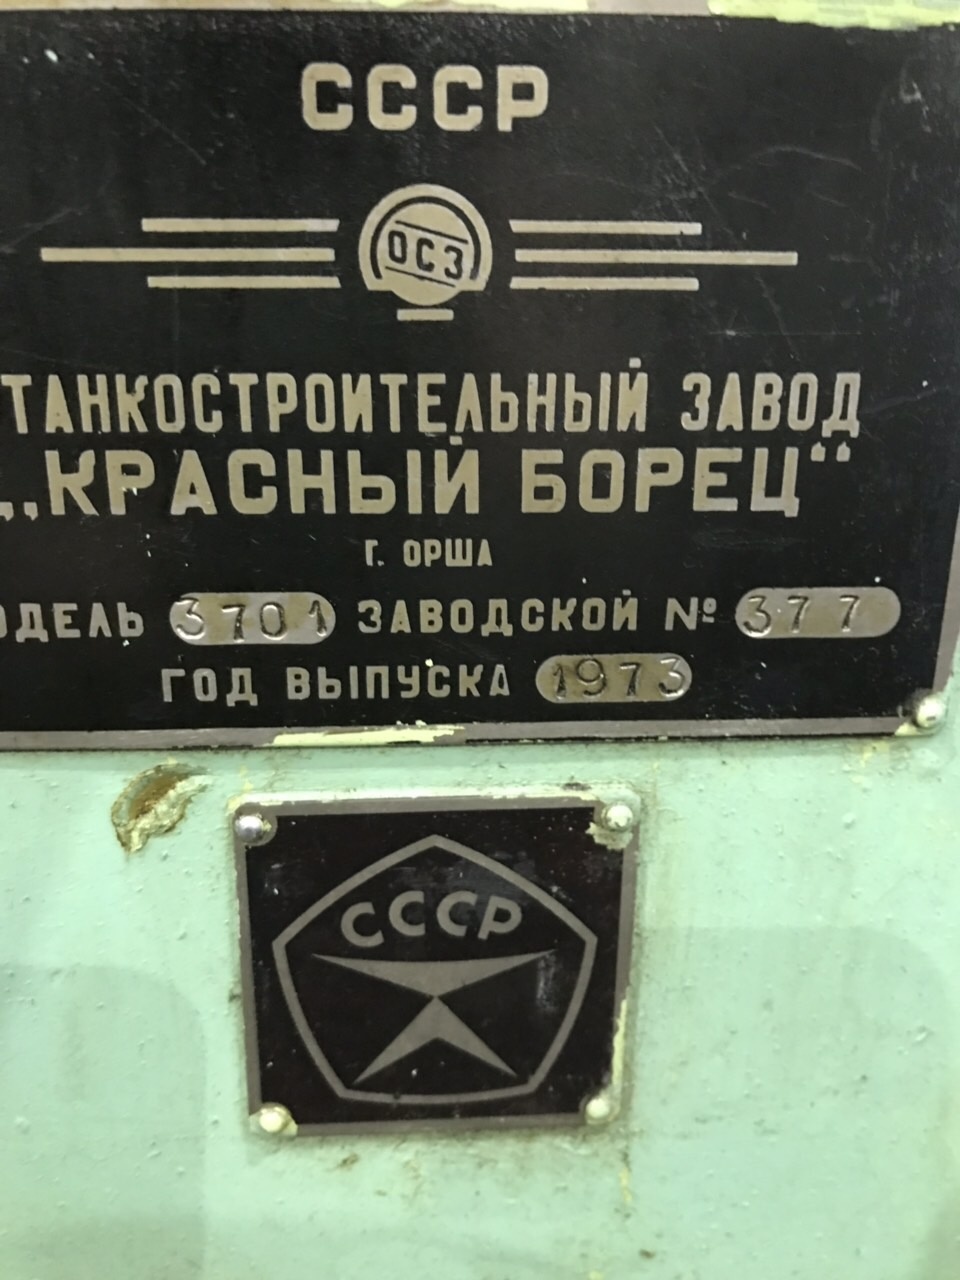 СССР
ОСЗ
ТАНКОСТРОИТЕЛЬНЫЙ ЗАВОД
„КРАСНЫЙ БОРЕЦ“
Г. ОРША
ОДЕЛЬ 3701 ЗАВОДСКОЙ № 377
ГОД ВЫПУСКА 1973
СССР